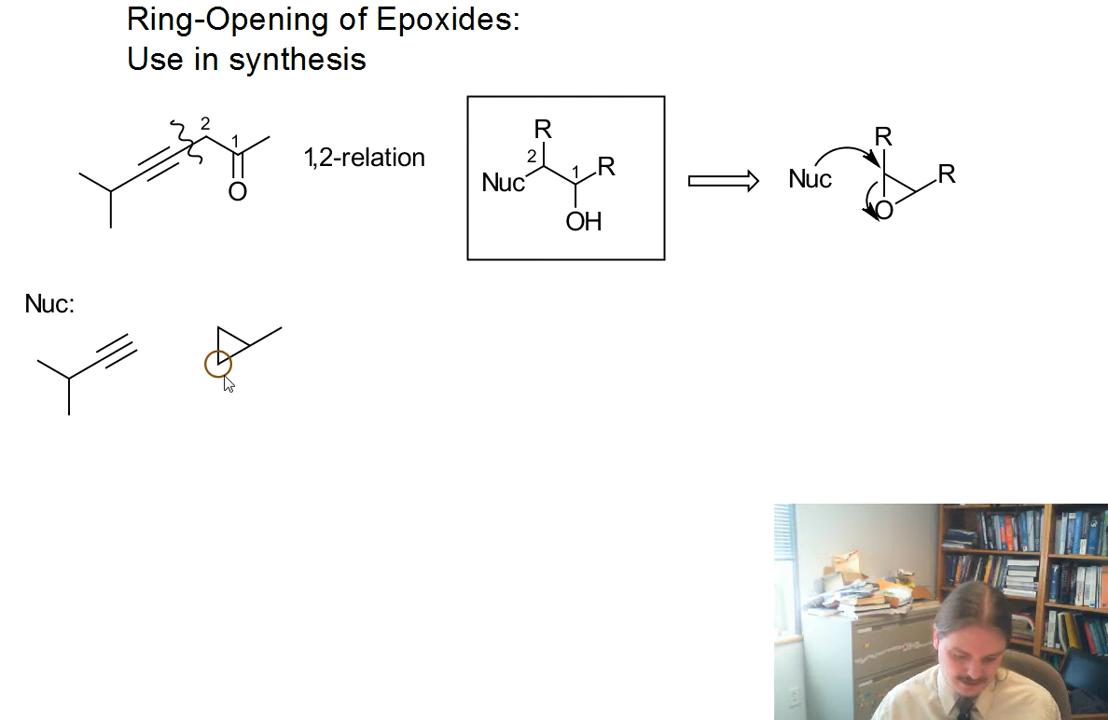 Ring-Opening of Epoxides:
Use in synthesis
2
1
O
1,2-relation
R
2
1
R
Nuc
OH
Nuc
R
R
O
Nuc: